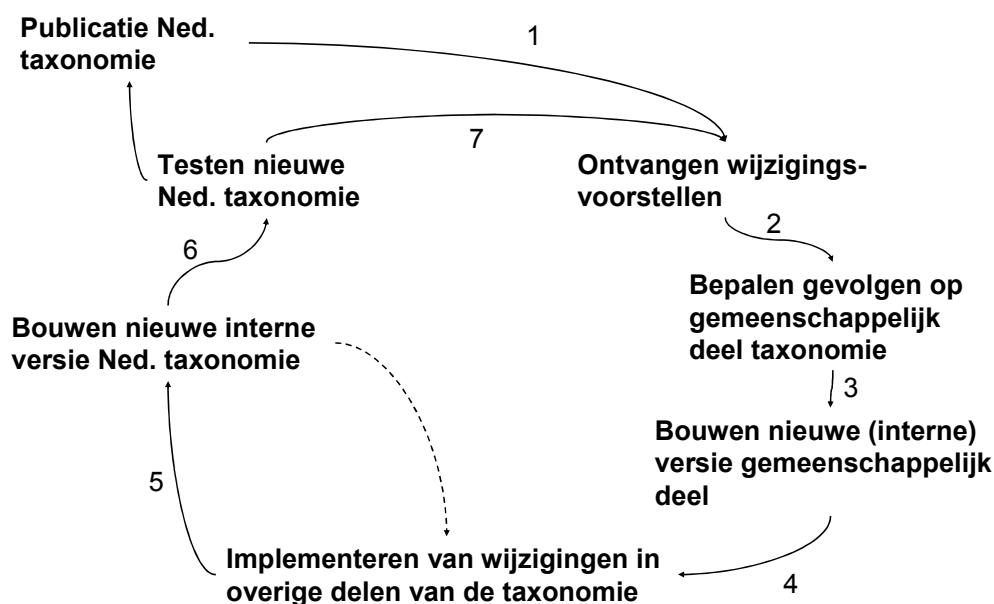 Publicatie Ned.
taxonomie
1
7
Testen nieuwe
Ned. taxonomie
Ontvangen wijzigings-
voorstellen
2
6
Bepalen gevolgen op
gemeenschappelijk
deel taxonomie
Bouwen nieuwe interne
versie Ned. taxonomie
3
Bouwen nieuwe (interne)
versie gemeenschappelijk
deel
5
Implementeren van wijzigingen in
overige delen van de taxonomie
4